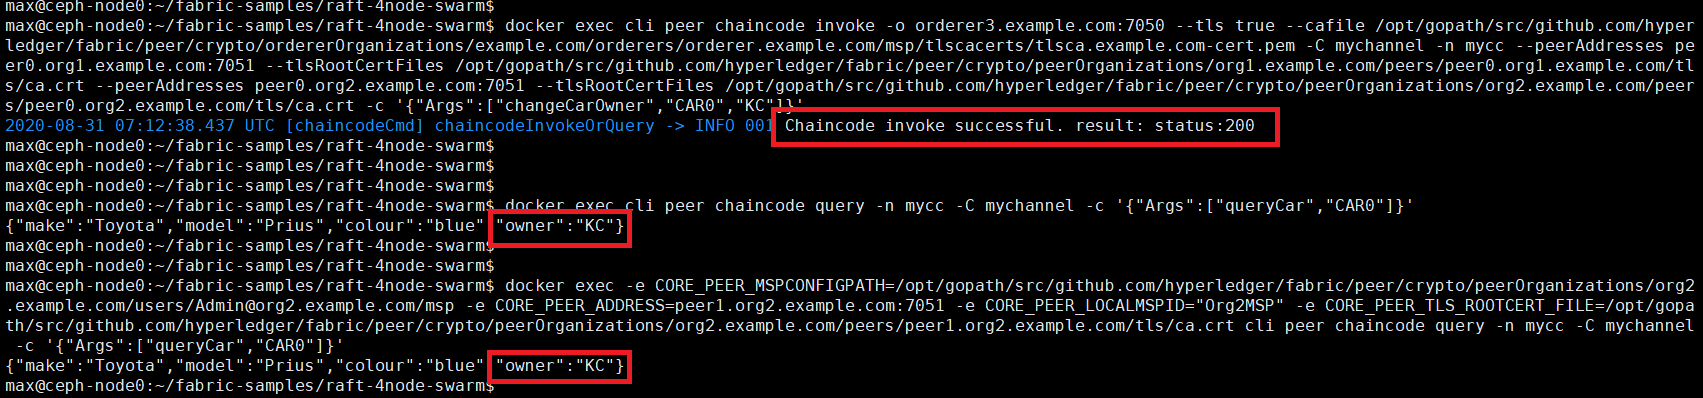 max@ceph-node0:~/fabric-samples/raft-4node-swarm$
max@ceph-node0:~/fabric-samples/raft-4node-swarm$ docker exec cli peer chaincode invoke -o orderer3.example.com:7050 --tls true --cafile /opt/gopath/src/github.com/hyper
ledger/fabric/peer/crypto/ordererOrganizations/example.com/orderers/orderer.example.com/msp/tlscacerts/tlsca.example.com-cert.pem -C mychannel -n mycc --peerAddresses pe
er0.org1.example.com:7051 --tlsRootCertFiles /opt/gopath/src/github.com/hyperledger/fabric/peer/crypto/peerOrganizations/org1.example.com/peers/peer0.org1.example.com/tl
s/ca.crt --peerAddresses peer0.org2.example.com:7051 --tlsRootCertFiles /opt/gopath/src/github.com/hyperledger/fabric/peer/crypto/peerOrganizations/org2.example.com/peer
s/peer0.org2.example.com/tls/ca.crt -c '{"Args":["changeCarOwner","CAR0","KC"]}'
2020-08-31 07:12:38.437 UTC [chaincodeCmd] chaincodeInvokeOrQuery -> INFO 001 Chaincode invoke successful. result: status:200
max@ceph-node0:~/fabric-samples/raft-4node-swarm$
max@ceph-node0:~/fabric-samples/raft-4node-swarm$
max@ceph-node0:~/fabric-samples/raft-4node-swarm$
max@ceph-node0:~/fabric-samples/raft-4node-swarm$ docker exec cli peer chaincode query -n mycc -C mychannel -c '{"Args":["queryCar","CAR0"]}'
{"make":"Toyota","model":"Prius","colour":"blue","owner":"KC"}
max@ceph-node0:~/fabric-samples/raft-4node-swarm$
max@ceph-node0:~/fabric-samples/raft-4node-swarm$
max@ceph-node0:~/fabric-samples/raft-4node-swarm$ docker exec -e CORE_PEER_MSPCONFIGPATH=/opt/gopath/src/github.com/hyperledger/fabric/peer/crypto/peerOrganizations/org2
.example.com/users/Admin@org2.example.com/msp -e CORE_PEER_ADDRESS=peer1.org2.example.com:7051 -e CORE_PEER_LOCALMSPID="Org2MSP" -e CORE_PEER_TLS_ROOTCERT_FILE=/opt/gopa
th/src/github.com/hyperledger/fabric/peer/crypto/peerOrganizations/org2.example.com/peers/peer1.org2.example.com/tls/ca.crt cli peer chaincode query -n mycc -C mychannel
-c '{"Args":["queryCar","CAR0"]}'
{"make":"Toyota","model":"Prius","colour":"blue","owner":"KC"}
max@ceph-node0:~/fabric-samples/raft-4node-swarm$